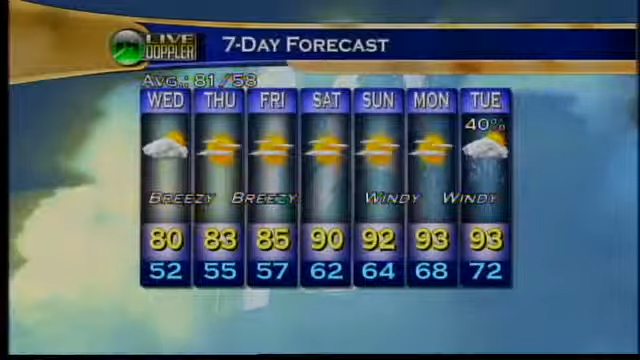 LIVE DOPPLER
7-DAY FORECAST
AVG.: 81/58
WED THU FRI SAT SUN MON TUE
40%
BREEZY BREEZY WINDY WINDY
80 83 85 90 92 93 93
52 55 57 62 64 68 72